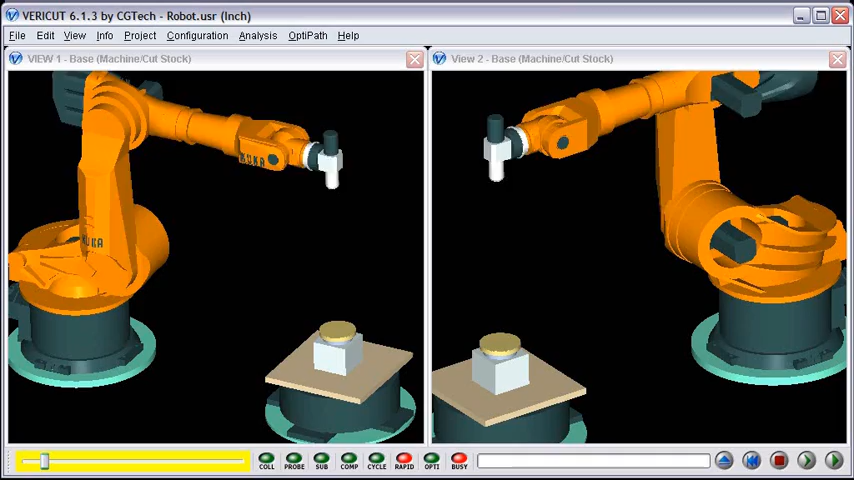 VERICUT 6.1.3 by CGTech - Robot.usr (Inch)
File Edit View Info Project Configuration Analysis OptiPath Help
VIEW 1 - Base (Machine/Cut Stock)
View 2 - Base (Machine/Cut Stock)
KUKA
KUKA
COLL PROBE SUB COMP CYCLE RAPID OPTI BUSY